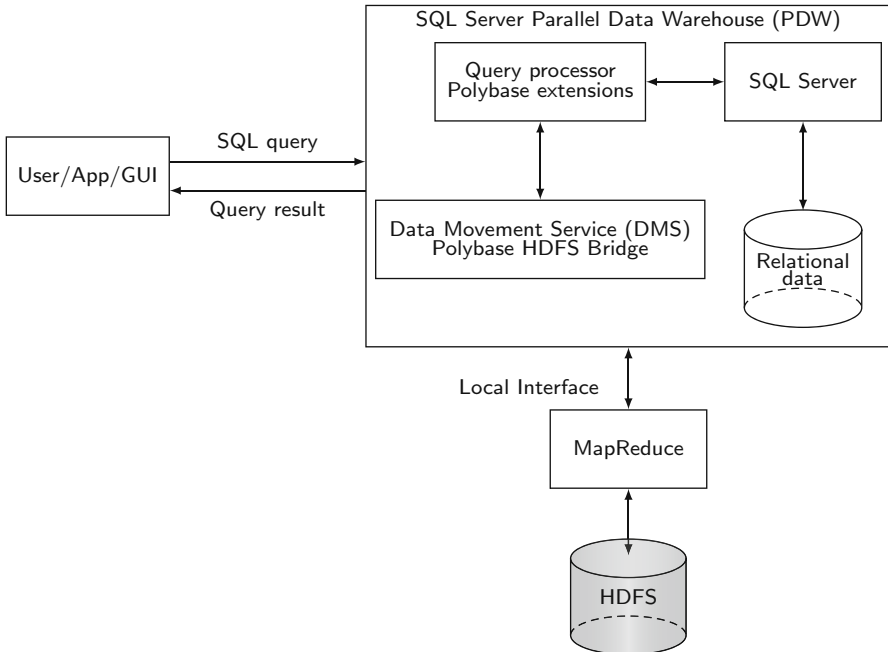 SQL Server Parallel Data Warehouse (PDW)
Query processor
Polybase extensions
SQL Server
SQL query
User/App/GUI
Query result
Data Movement Service (DMS)
Polybase HDFS Bridge
Relational
data
Local Interface
MapReduce
HDFS